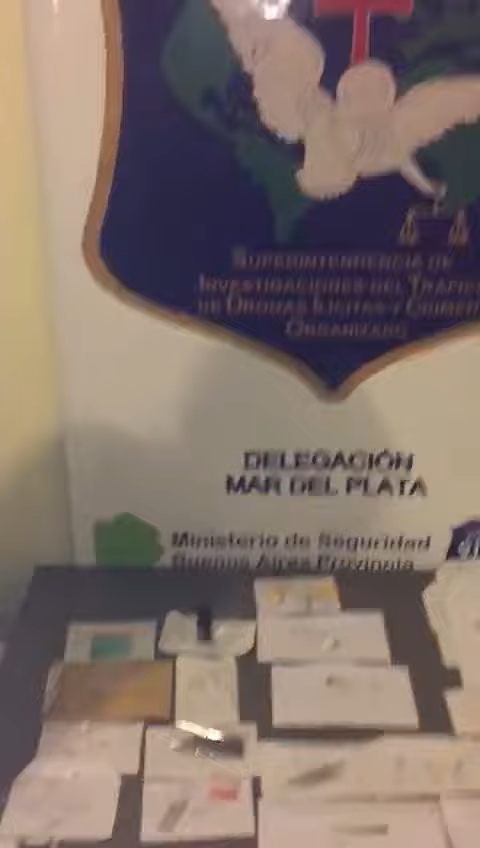 SUPERINTENDENCIA DE
INVESTIGACIONES DEL TRÁFICO
DE DROGAS ILÍCITAS Y CRIMEN
ORGANIZADO
DELEGACIÓN
MAR DEL PLATA
Ministerio de Seguridad
Buenos Aires Provincia